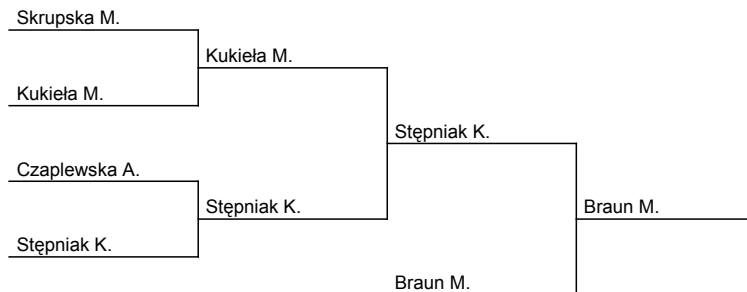 Skrupska M.
Kukieła M.
Kukieła M.
Stępniak K.
Czaplewska A.
Stępniak K.
Braun M.
Stępniak K.
Braun M.